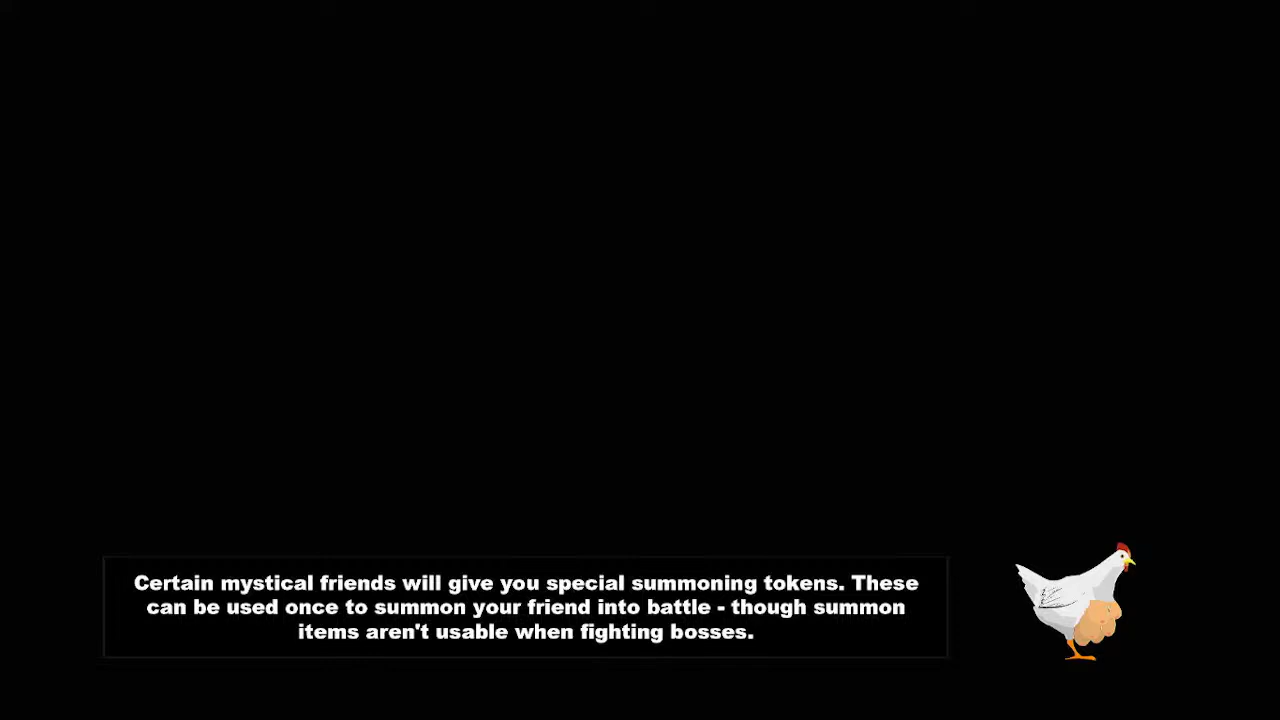 Certain mystical friends will give you special summoning tokens. These
can be used once to summon your friend into battle - though summon
items aren't usable when fighting bosses.